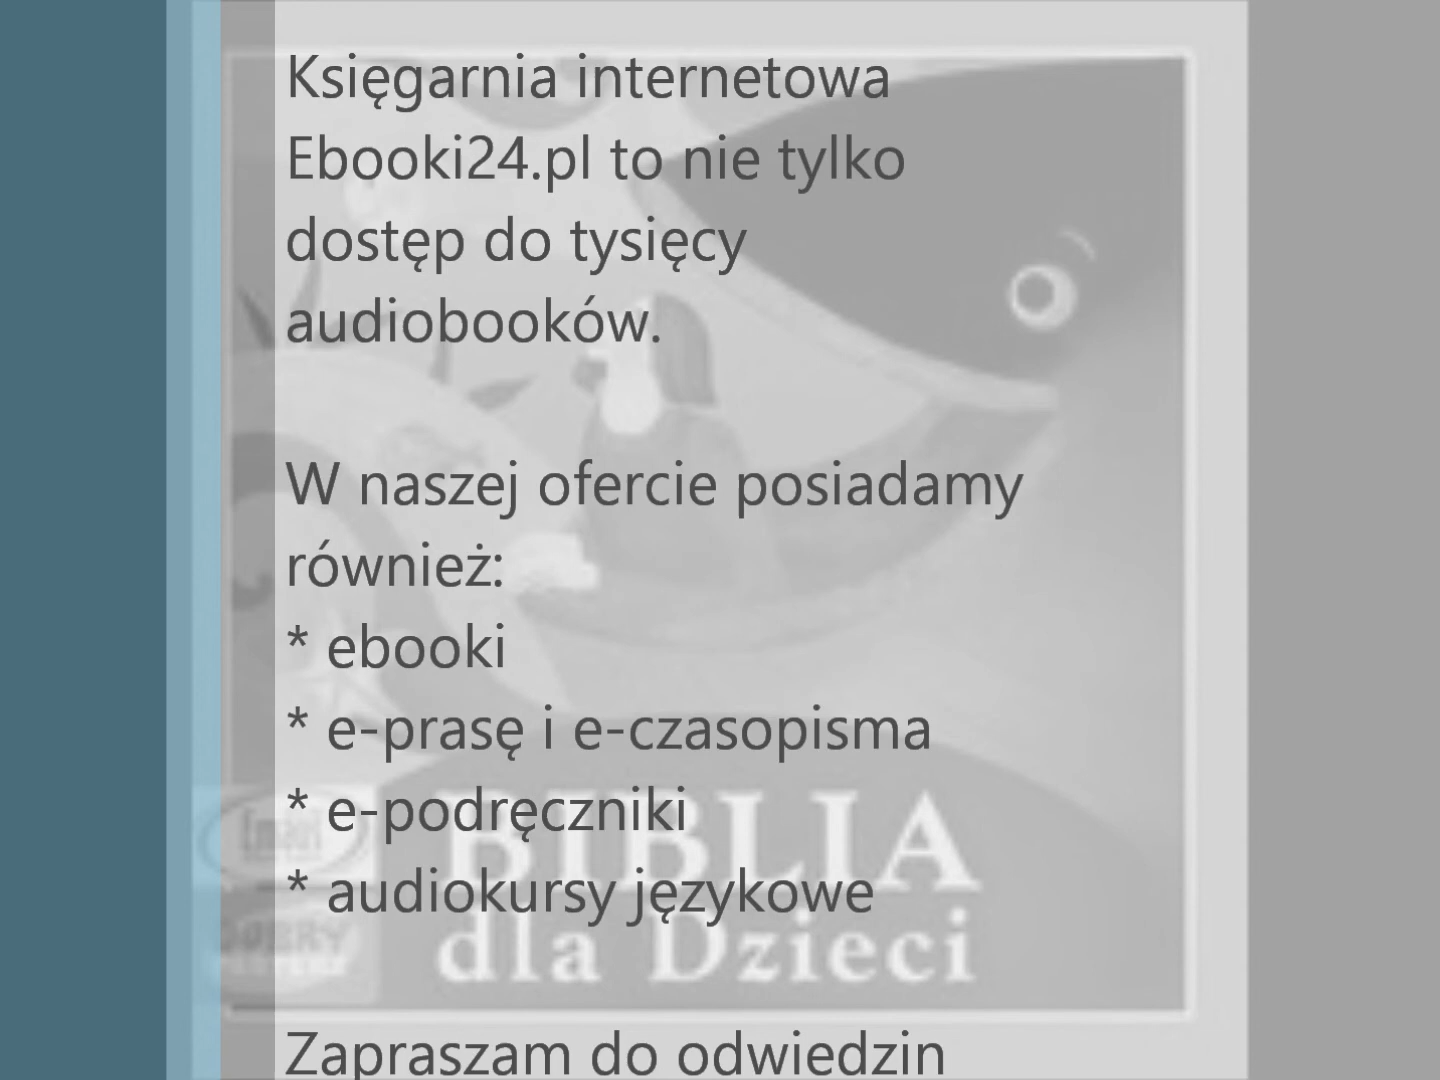 Księgarnia internetowa
Ebooki24.pl to nie tylko
dostęp do tysięcy
audiobooków.
W naszej ofercie posiadamy
również:
* ebooki
* e-prasę i e-czasopisma
* e-podręczniki
* audiokursy językowe
BIBLIA
dla Dzieci
Zapraszam do odwiedzin